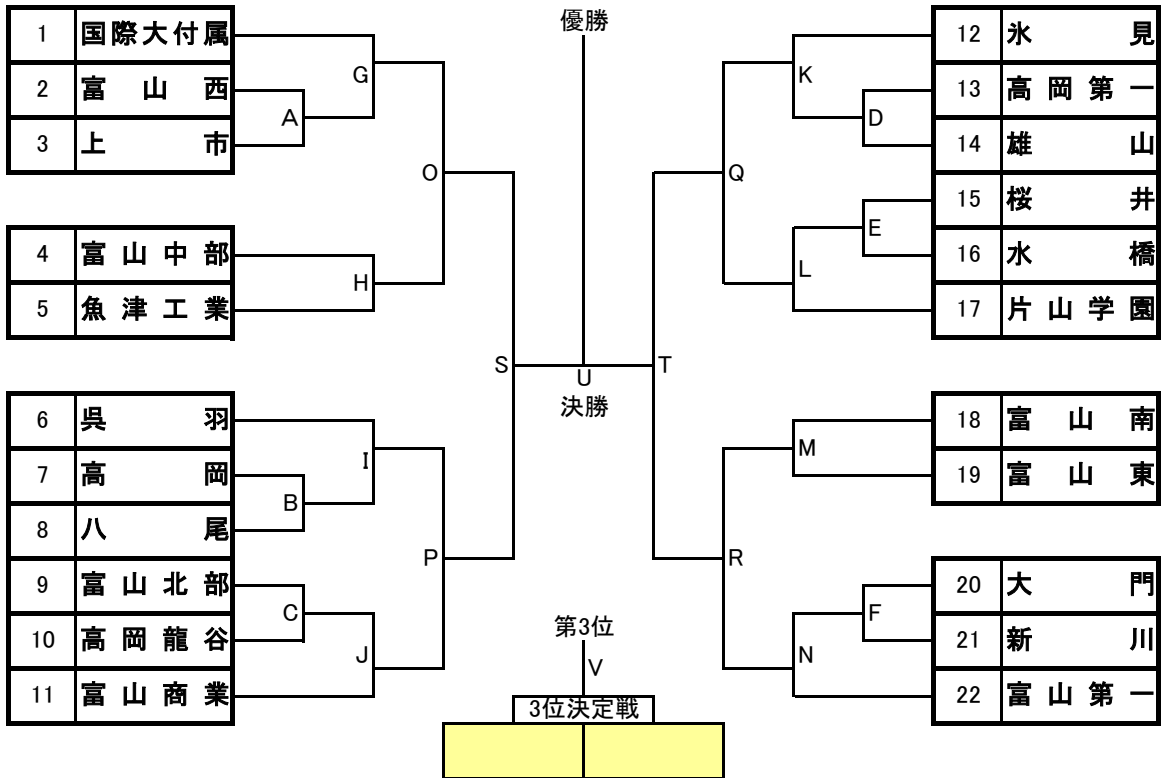 優勝
1 国際大付属
2 富山西
3 上市
4 富山中部
5 魚津工業
6 呉羽
7 高岡
8 八尾
9 富山北部
10 高岡龍谷
11 富山商業
A
B
C
G
H
I
J
O
P
S
U
決勝
T
Q
R
K
L
M
N
D
E
F
12 氷見
13 高岡第一
14 雄山
15 桜井
16 水橋
17 片山学園
18 富山南
19 富山東
20 大門
21 新川
22 富山第一
第3位
V
3位決定戦